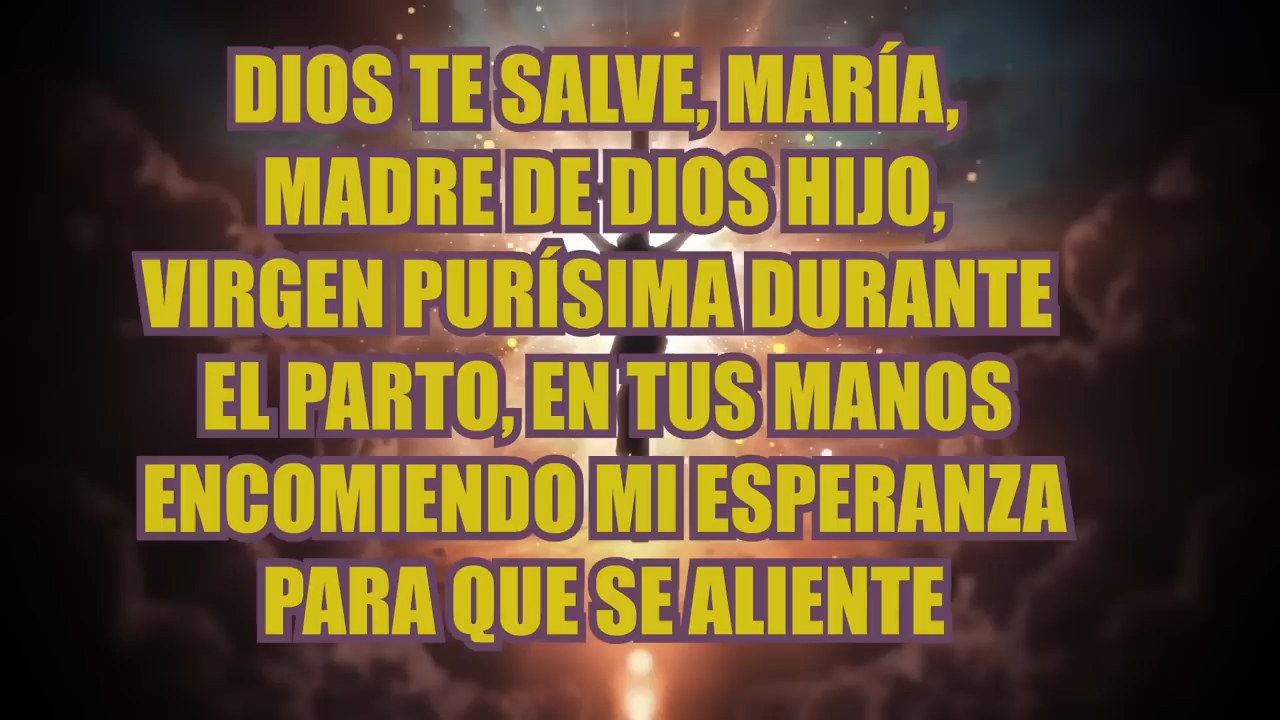 DIOS TE SALVE, MARÍA,
MADRE DE DIOS HIJO,
VIRGEN PURÍSIMA DURANTE
EL PARTO, EN TUS MANOS
ENCOMIENDO MI ESPERANZA
PARA QUE SE ALIENTE